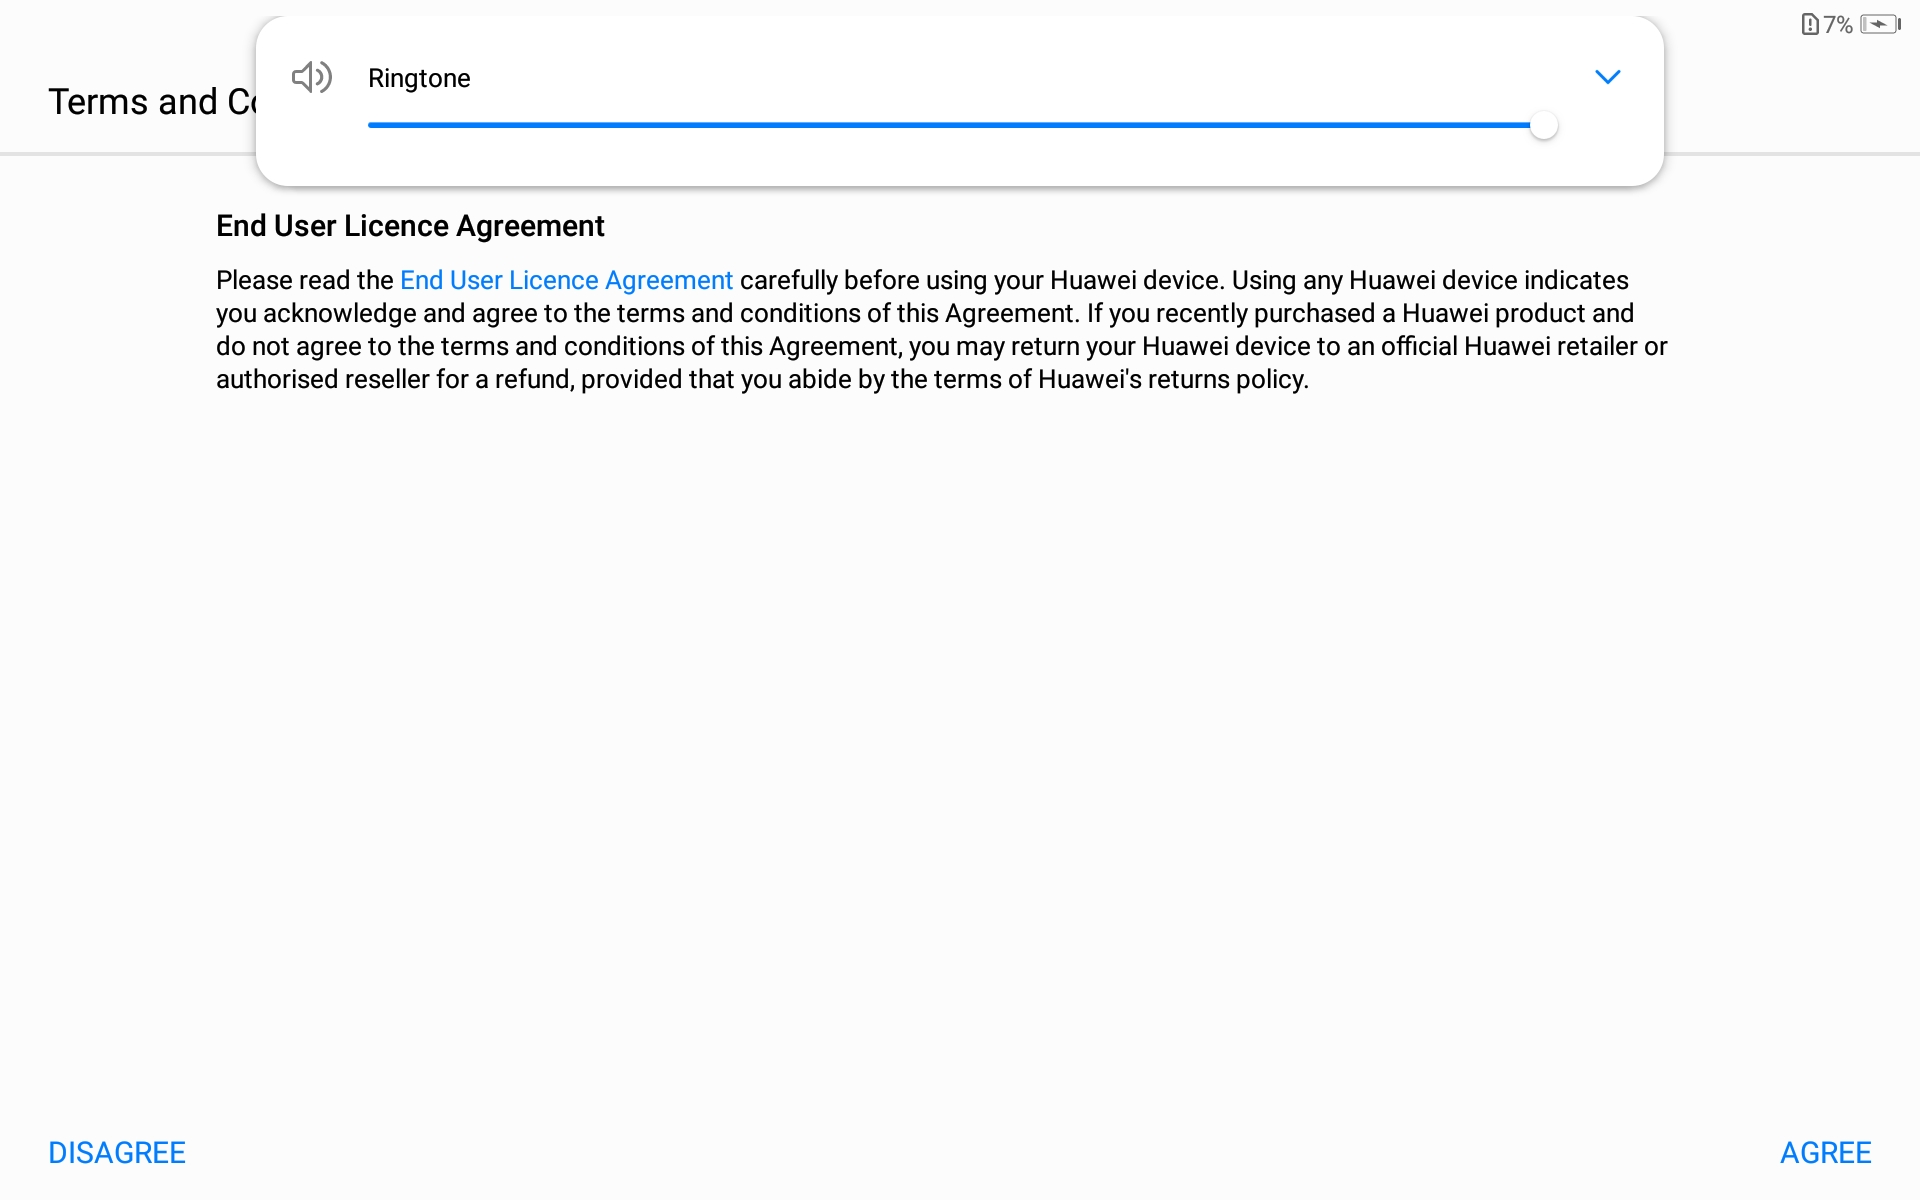 7%
Ringtone
Terms and Co
End User Licence Agreement
Please read the End User Licence Agreement carefully before using your Huawei device. Using any Huawei device indicates
you acknowledge and agree to the terms and conditions of this Agreement. If you recently purchased a Huawei product and
do not agree to the terms and conditions of this Agreement, you may return your Huawei device to an official Huawei retailer or
authorised reseller for a refund, provided that you abide by the terms of Huawei's returns policy.
DISAGREE
AGREE